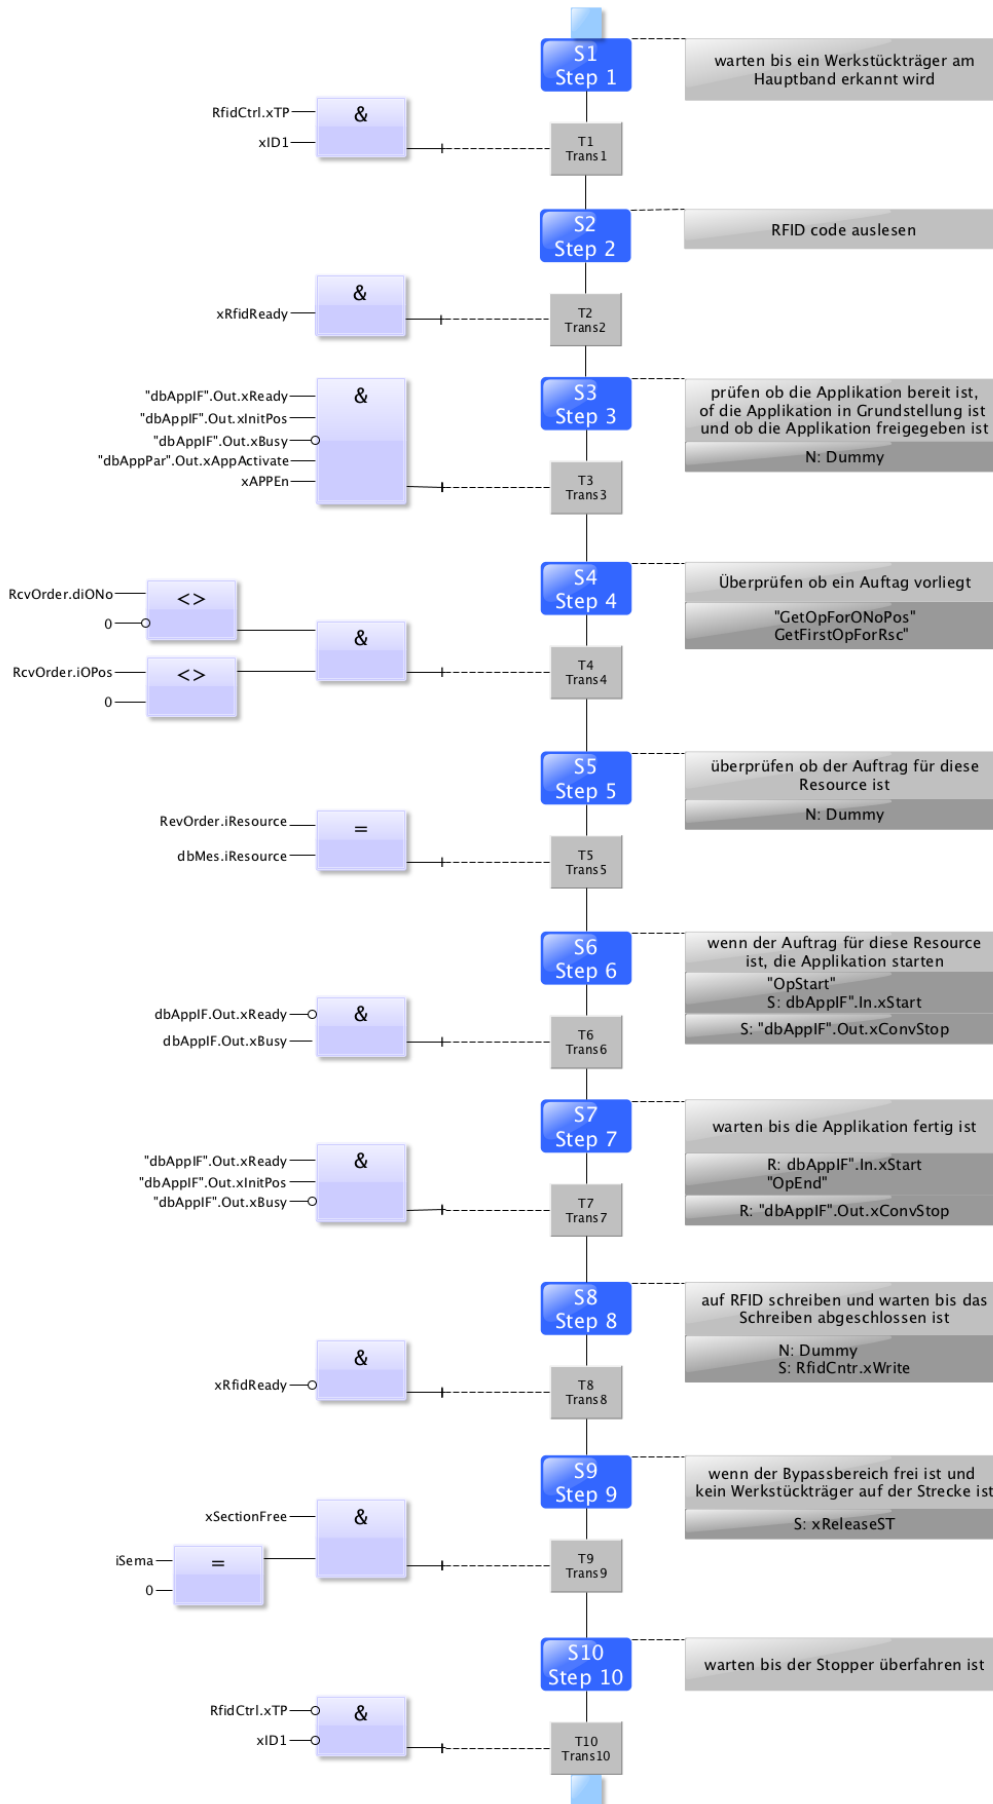 S1
Step 1
warten bis ein Werkstückträger am
Hauptband erkannt wird
RfidCtrl.xTP
xID1
&
T1
Trans1
S2
Step 2
RFID code auslesen
xRfidReady
&
T2
Trans2
S3
Step 3
prüfen ob die Applikation bereit ist,
of die Applikation in Grundstellung ist
und ob die Applikation freigegeben ist
N: Dummy
"dbAppIF".Out.xReady
"dbAppIF".Out.xInitPos
"dbAppIF".Out.xBusy
"dbAppPar".Out.xAppActivate
xAPPEn
&
T3
Trans3
S4
Step 4
Überprüfen ob ein Auftag vorliegt
"GetOpForONoPos"
GetFirstOpForRsc"
RcvOrder.diONo
0
<>
RcvOrder.iOPos
0
<>
&
T4
Trans4
S5
Step 5
überprüfen ob der Auftrag für diese
Resource ist
N: Dummy
RevOrder.iResource
dbMes.iResource
=
T5
Trans5
S6
Step 6
wenn der Auftrag für diese Resource
ist, die Applikation starten
"OpStart"
S: dbAppIF".In.xStart
S: "dbAppIF".Out.xConvStop
dbAppIF.Out.xReady
dbAppIF.Out.xBusy
&
T6
Trans6
S7
Step 7
warten bis die Applikation fertig ist
R: dbAppIF".In.xStart
"OpEnd"
R: "dbAppIF".Out.xConvStop
"dbAppIF".Out.xReady
"dbAppIF".Out.xInitPos
"dbAppIF".Out.xBusy
&
T7
Trans7
S8
Step 8
auf RFID schreiben und warten bis das
Schreiben abgeschlossen ist
N: Dummy
S: RfidCntr.xWrite
xRfidReady
&
T8
Trans8
S9
Step 9
wenn der Bypassbereich frei ist und
kein Werkstückträger auf der Strecke ist
S: xReleaseST
xSectionFree
iSema
0
=
&
T9
Trans9
S10
Step 10
warten bis der Stopper überfahren ist
RfidCtrl.xTP
xID1
&
T10
Trans10